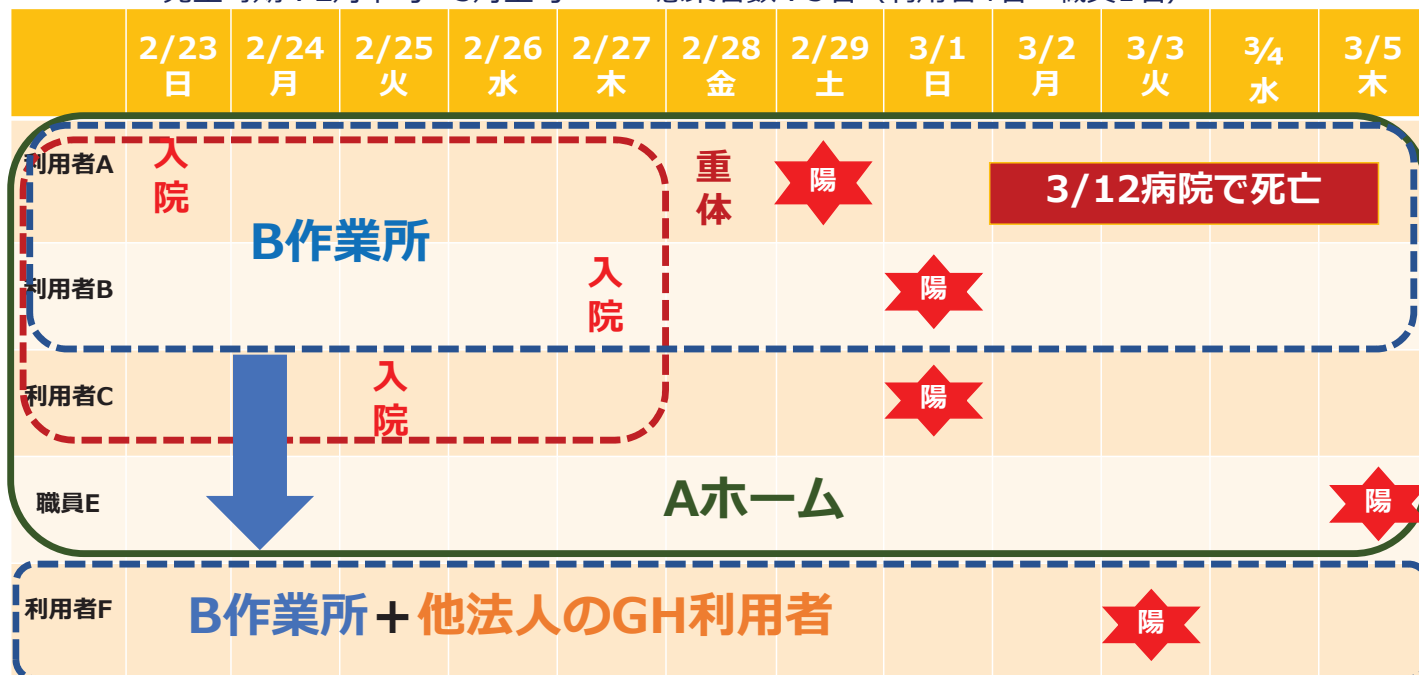 2/23 2/24 2/25 2/26 2/27 2/28 2/29 3/1 3/2 3/3 ¾ 3/5
日 月 火 水 木 金 土 日 月 火 水 木
利用者A
入院
重体
陽
3/12病院で死亡
B作業所
利用者B
入院
陽
利用者C
入院
陽
職員E
Aホーム
陽
利用者F
B作業所+他法人のGH利用者
陽